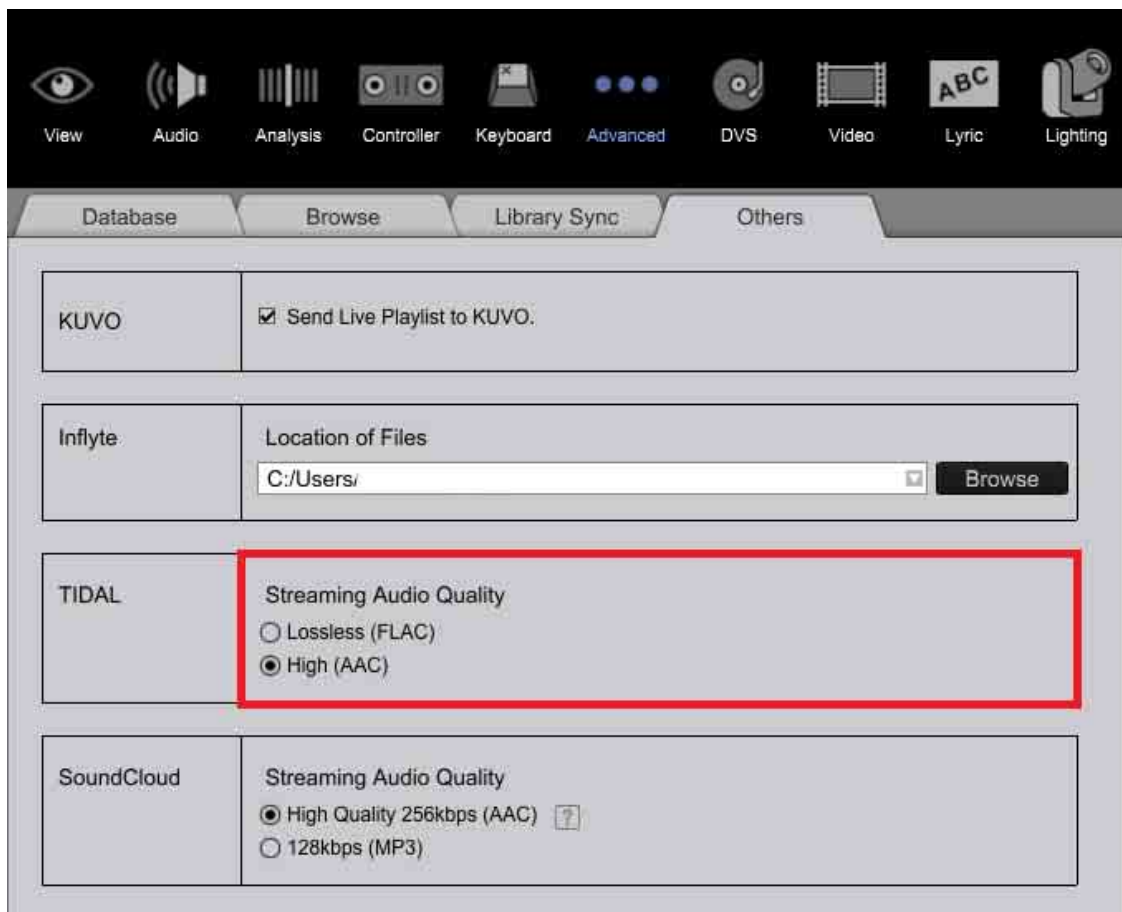 ABC
View Audio Analysis Controller Keyboard Advanced DVS Video Lyric Lighting
Database Browse Library Sync Others
KUVO
Send Live Playlist to KUVO.
Inflyte
Location of Files
C:/Users/
Browse
TIDAL
Streaming Audio Quality
Lossless (FLAC)
High (AAC)
SoundCloud
Streaming Audio Quality
High Quality 256kbps (AAC) ?
128kbps (MP3)